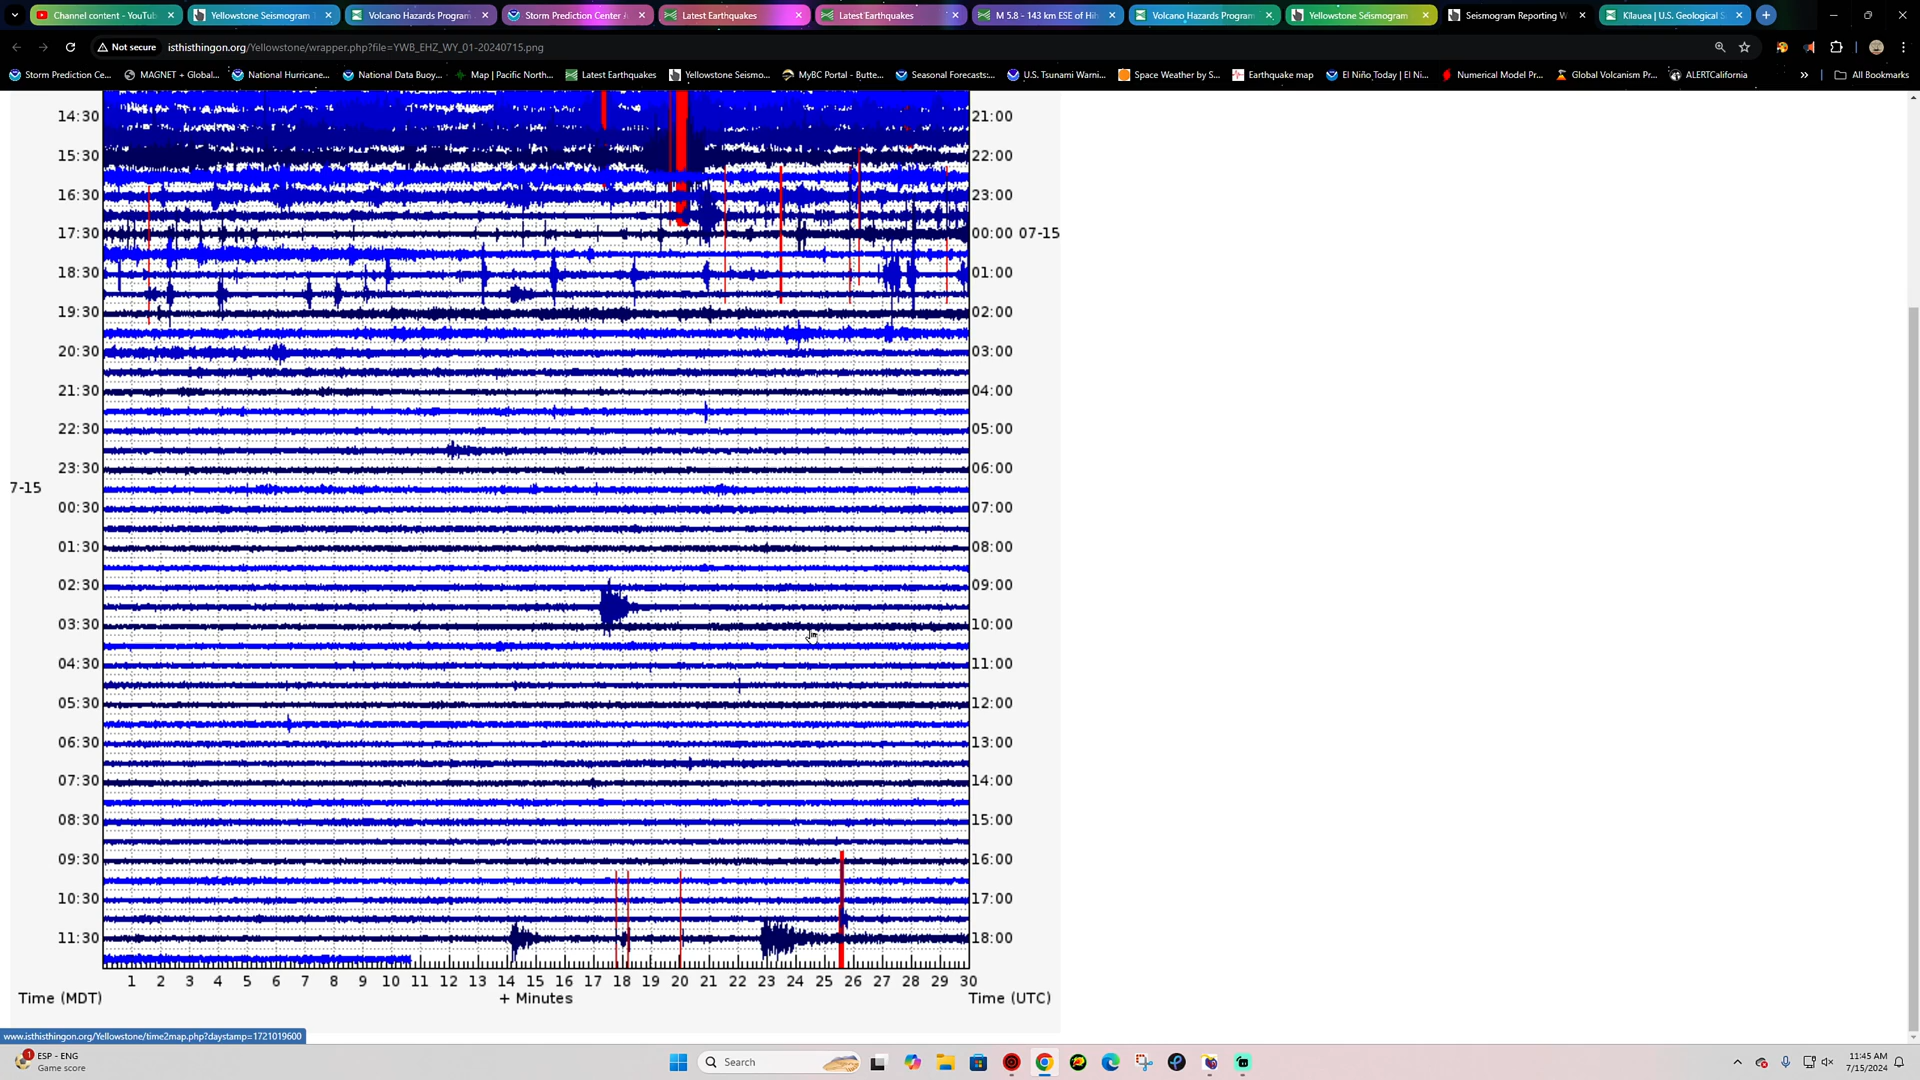 Channel content - YouTu
Yellowstone Seismogram
Volcano Hazards Program
Storm Prediction Center
Latest Earthquakes
Latest Earthquakes
M 5.8 - 143 km ESE of Hih
Volcano Hazards Program
Yellowstone Seismogram
Seismogram Reporting W
Kilauea | U.S. Geological S
Not secure
isthisthingon.org/Yellowstone/wrapper.php?file=YWB_EHZ_WY_01-20240715.png
Storm Prediction Ce...
MAGNET + Global...
National Hurricane...
National Data Buoy...
Map | Pacific North...
Latest Earthquakes
Yellowstone Seismo...
MyBC Portal - Butte...
Seasonal Forecasts:...
U.S. Tsunami Warni...
Space Weather by S...
Earthquake map
El Niño Today | El Ni...
Numerical Model Pr...
Global Volcanism Pr...
ALERTCalifornia
All Bookmarks
14:30 21:00
15:30 22:00
16:30 23:00
17:30 00:00 07-15
18:30 01:00
19:30 02:00
20:30 03:00
21:30 04:00
22:30 05:00
23:30 06:00
7-15
00:30 07:00
01:30 08:00
02:30 09:00
03:30 10:00
04:30 11:00
05:30 12:00
06:30 13:00
07:30 14:00
08:30 15:00
09:30 16:00
10:30 17:00
11:30 18:00
1 2 3 4 5 6 7 8 9 10 11 12 13 14 15 16 17 18 19 20 21 22 23 24 25 26 27 28 29 30
Time (MDT) + Minutes Time (UTC)
www.isthisthingon.org/Yellowstone/time2map.php?daystamp=1721019600
1
ESP - ENG
Game score
Search
11:45 AM
7/15/2024